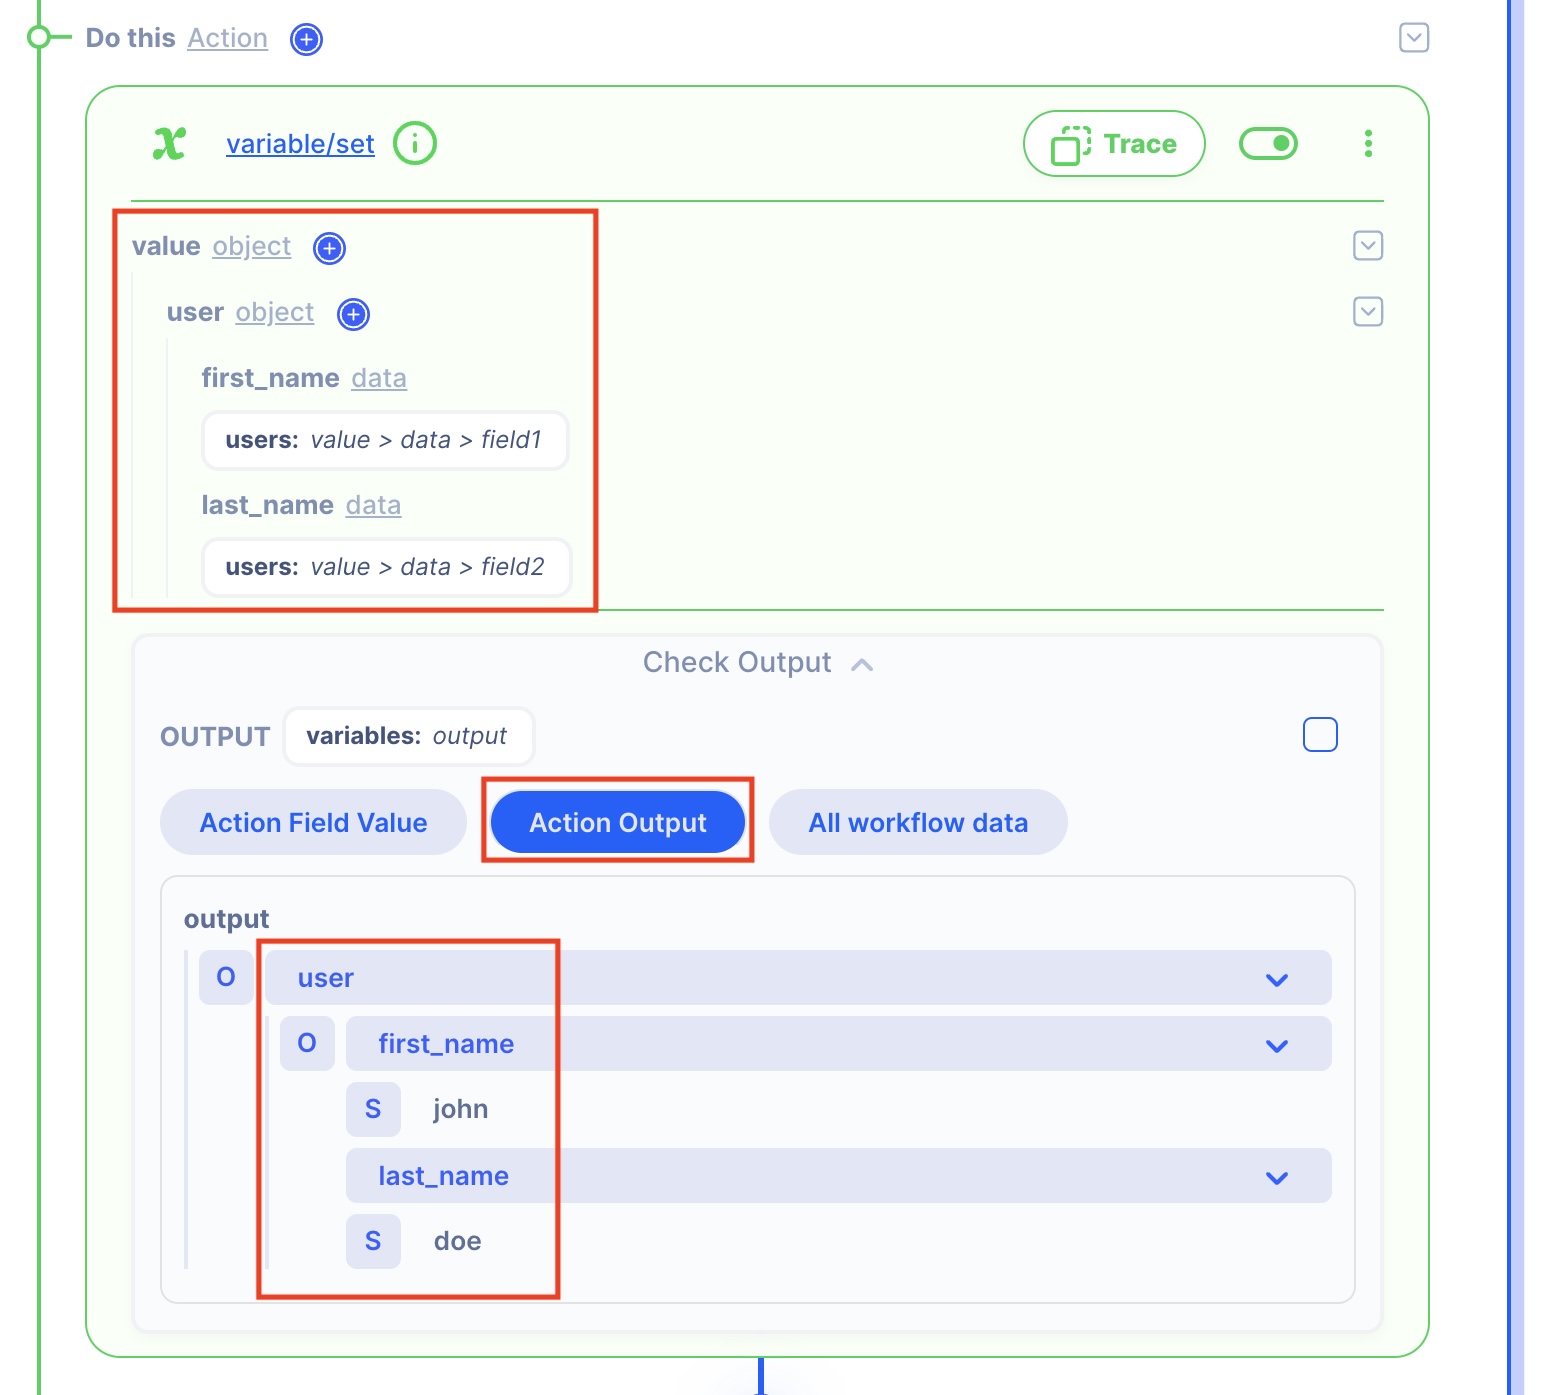 Do this Action
variable/set
Trace
value object
user object
first_name data
users: value > data > field1
last_name data
users: value > data > field2
Check Output
OUTPUT variables: output
Action Field Value Action Output All workflow data
output
O user
O first_name
S john
last_name
S doe